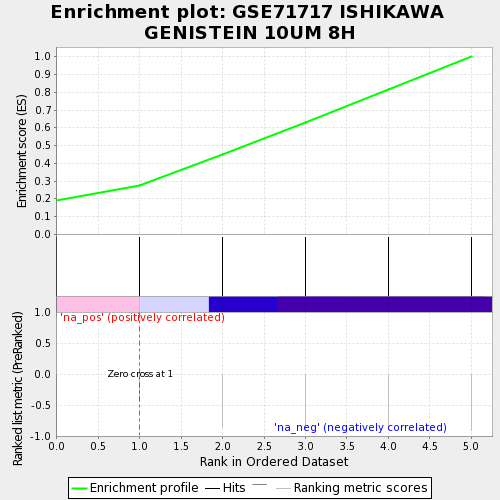 Enrichment plot: GSE71717 ISHIKAWA
GENISTEIN 10UM 8H
Enrichment score (ES)
1.0
0.9
0.8
0.7
0.6
0.5
0.4
0.3
0.2
0.1
0.0
Ranked list metric (PreRanked)
1.0
0.5
0.0
-0.5
-1.0
'na_pos' (positively correlated)
Zero cross at 1
'na_neg' (negatively correlated)
0.0 0.5 1.0 1.5 2.0 2.5 3.0 3.5 4.0 4.5 5.0
Rank in Ordered Dataset
Enrichment profile Hits Ranking metric scores